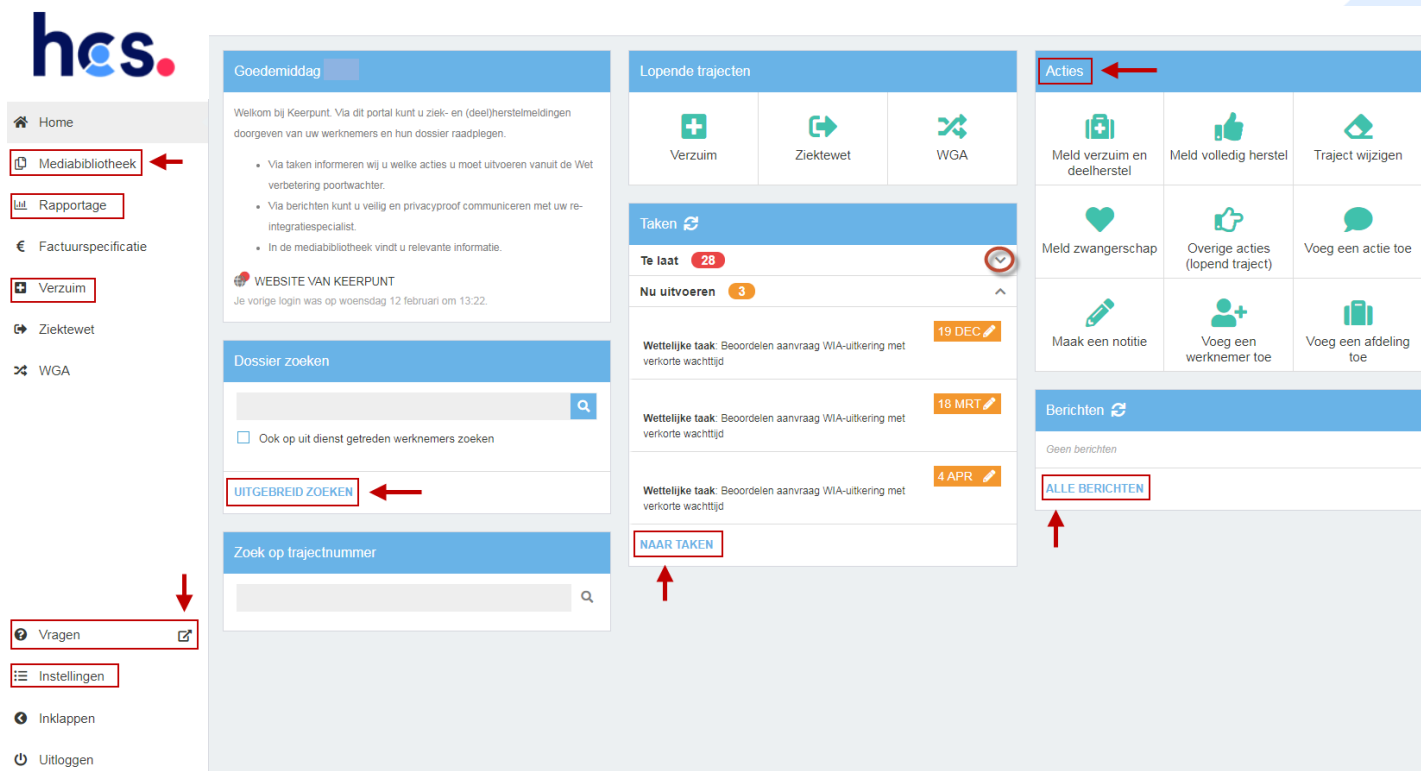 hcs.
Home
Mediabibliotheek
Rapportage
Factuurspecificatie
Verzuim
Ziektewet
WGA
Vragen
Instellingen
Inklappen
Uitloggen
Goedemiddag
Welkom bij Keerpunt. Via dit portal kunt u ziek- en (deel)herstelmeldingen
doorgeven van uw werknemers en hun dossier raadplegen.
Via taken informeren wij u welke acties u moet uitvoeren vanuit de Wet
verbetering poortwachter.
Via berichten kunt u veilig en privacyproof communiceren met uw re-
integratiespecialist.
In de mediabibliotheek vindt u relevante informatie.
WEBSITE VAN KEERPUNT
Je vorige login was op woensdag 12 februari om 13:22.
Dossier zoeken
Ook op uit dienst getreden werknemers zoeken
UITGEBREID ZOEKEN
Zoek op trajectnummer
Lopende trajecten
Verzuim
Ziektewet
WGA
Taken
Te laat 28
Nu uitvoeren 3
19 DEC
Wettelijke taak: Beoordelen aanvraag WIA-uitkering met
verkorte wachttijd
18 MRT
Wettelijke taak: Beoordelen aanvraag WIA-uitkering met
verkorte wachttijd
4 APR
Wettelijke taak: Beoordelen aanvraag WIA-uitkering met
verkorte wachttijd
NAAR TAKEN
Acties
Meld verzuim en
deelherstel
Meld volledig herstel
Traject wijzigen
Meld zwangerschap
Overige acties
(lopend traject)
Voeg een actie toe
Maak een notitie
Voeg een
werknemer toe
Voeg een afdeling
toe
Berichten
Geen berichten
ALLE BERICHTEN